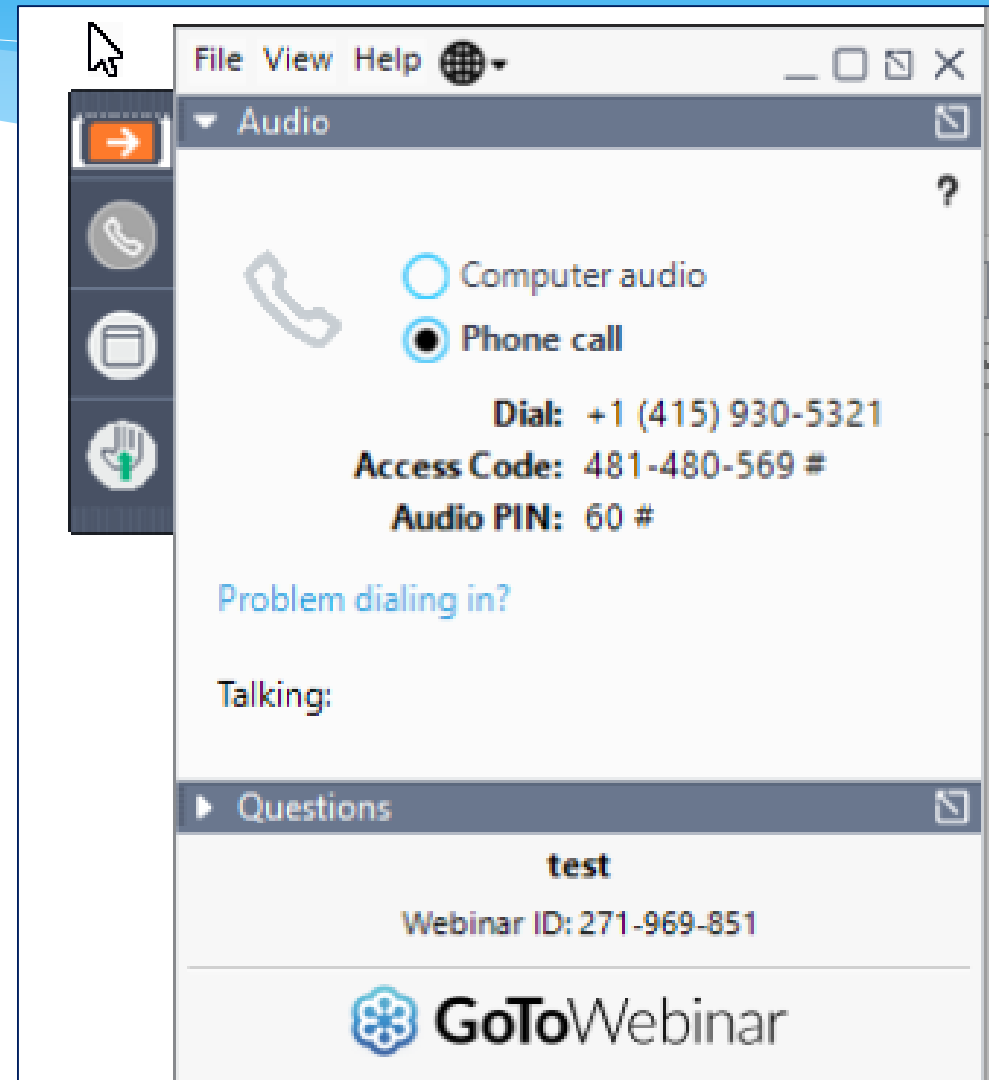 File View Help
Audio
?
Computer audio
Phone call
Dial: +1 (415) 930-5321
Access Code: 481-480-569 #
Audio PIN: 60 #
Problem dialing in?
Talking:
Questions
test
Webinar ID: 271-969-851
GoToWebinar